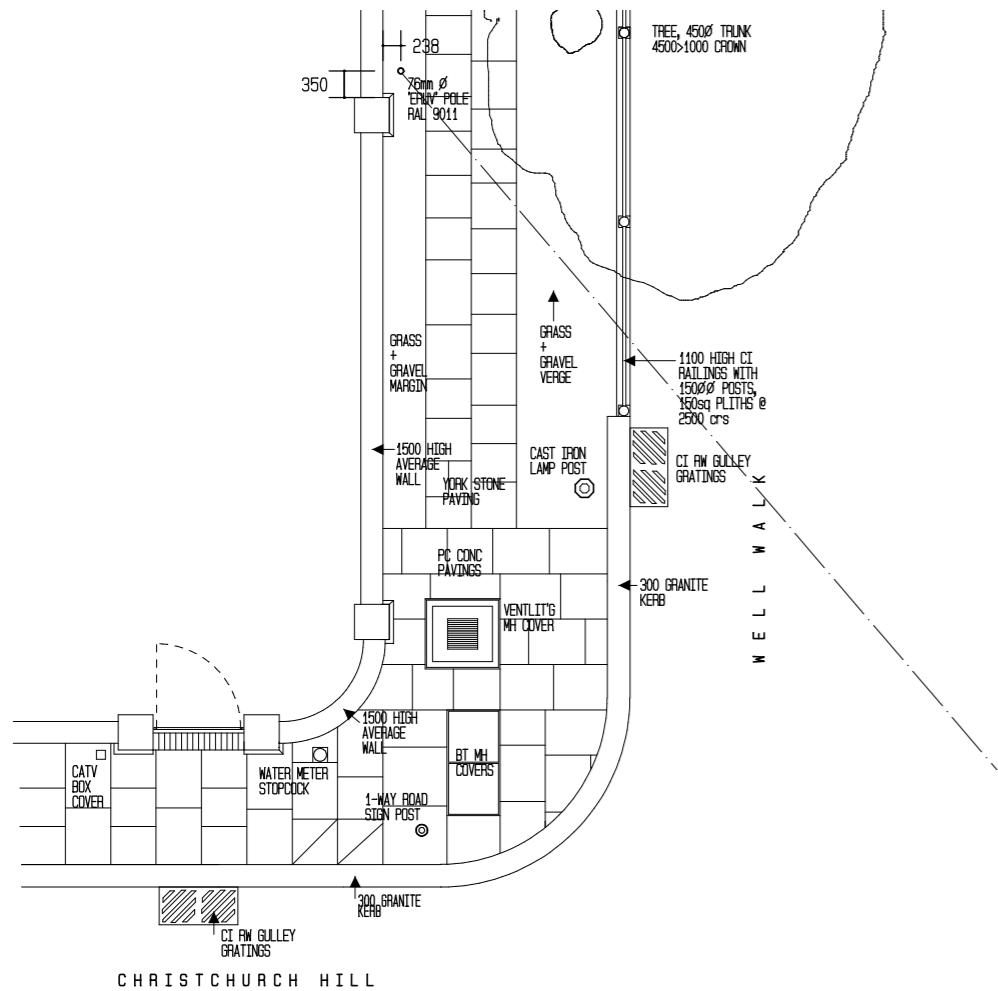 TREE, 450Ø TRUNK
4500>1000 CROWN
238
350
76mm Ø
'ERUV' POLE
RAL 9011
GRASS
+
GRAVEL
MARGIN
GRASS
+
GRAVEL
VERGE
1100 HIGH CI
RAILINGS WITH
150ØØ POSTS,
150sq PLITHS @
2500 crs
1500 HIGH
AVERAGE
WALL
CAST IRON
LAMP POST
CI RW GULLEY
GRATINGS
YORK STONE
PAVING
WELL WALK
PC CONC
PAVINGS
300 GRANITE
KERB
VENTLIT'G
MH COVER
1500 HIGH
AVERAGE
WALL
BT MH
COVERS
CATV
BOX
COVER
WATER METER
STOPCOCK
1-WAY ROAD
SIGN POST
300 GRANITE
KERB
CI RW GULLEY
GRATINGS
CHRISTCHURCH HILL